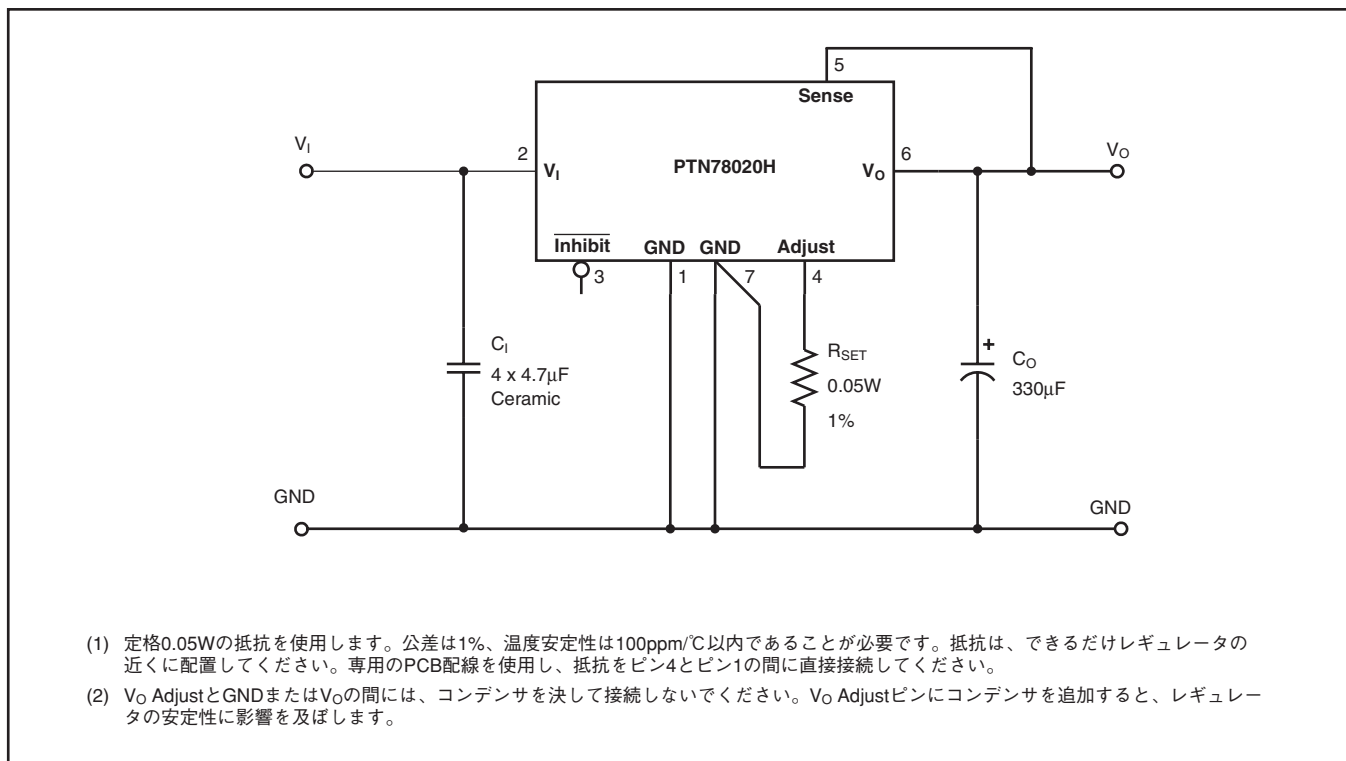 5
Sense
V_I
2
V_I
PTN78020H
V_O
6
V_O
Inhibit
GND
GND
Adjust
3
1
7
4
C_I
4 x 4.7μF
Ceramic
R_SET
0.05W
1%
+
C_O
330μF
GND
GND
(1) 定格0.05Wの抵抗を使用します。公差は1%、温度安定性は100ppm/℃以内であることが必要です。抵抗は、できるだけレギュレータの
近くに配置してください。専用のPCB配線を使用し、抵抗をピン4とピン1の間に直接接続してください。
(2) V_O AdjustとGNDまたはV_Oの間には、コンデンサを決して接続しないでください。V_O Adjustピンにコンデンサを追加すると、レギュレー
タの安定性に影響を及ぼします。